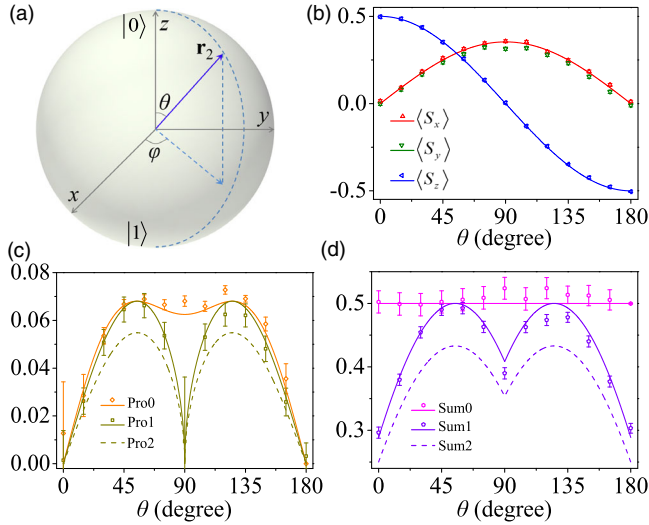 (a)
|0⟩
z
r₂
θ
y
φ
x
|1⟩
(b)
0.5
0.0
-0.5
⟨Sₓ⟩
⟨S_y⟩
⟨S_z⟩
0 45 90 135 180
θ (degree)
(c)
0.08
0.06
0.04
0.02
0.00
Pro0
Pro1
Pro2
0 45 90 135 180
θ (degree)
(d)
0.5
0.4
0.3
Sum0
Sum1
Sum2
0 45 90 135 180
θ (degree)